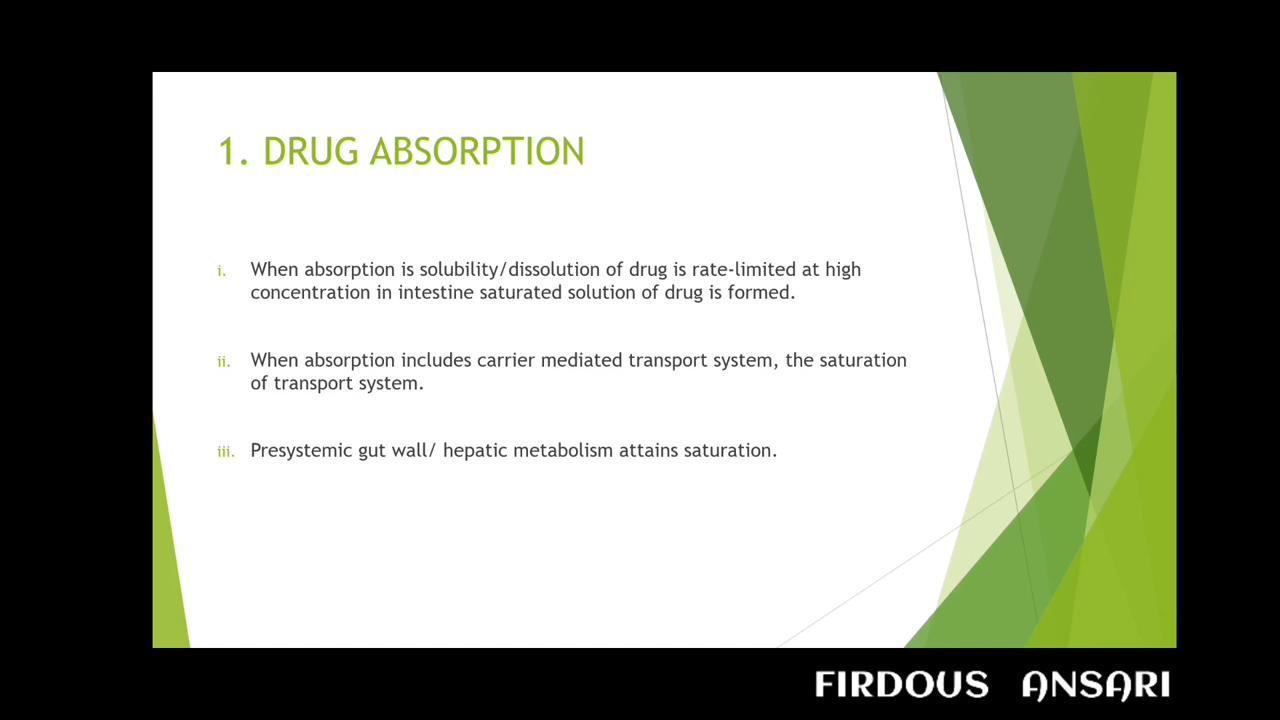 1. DRUG ABSORPTION
i. When absorption is solubility/dissolution of drug is rate-limited at high
concentration in intestine saturated solution of drug is formed.
ii. When absorption includes carrier mediated transport system, the saturation
of transport system.
iii. Presystemic gut wall/ hepatic metabolism attains saturation.
FIRDOUS ANSARI